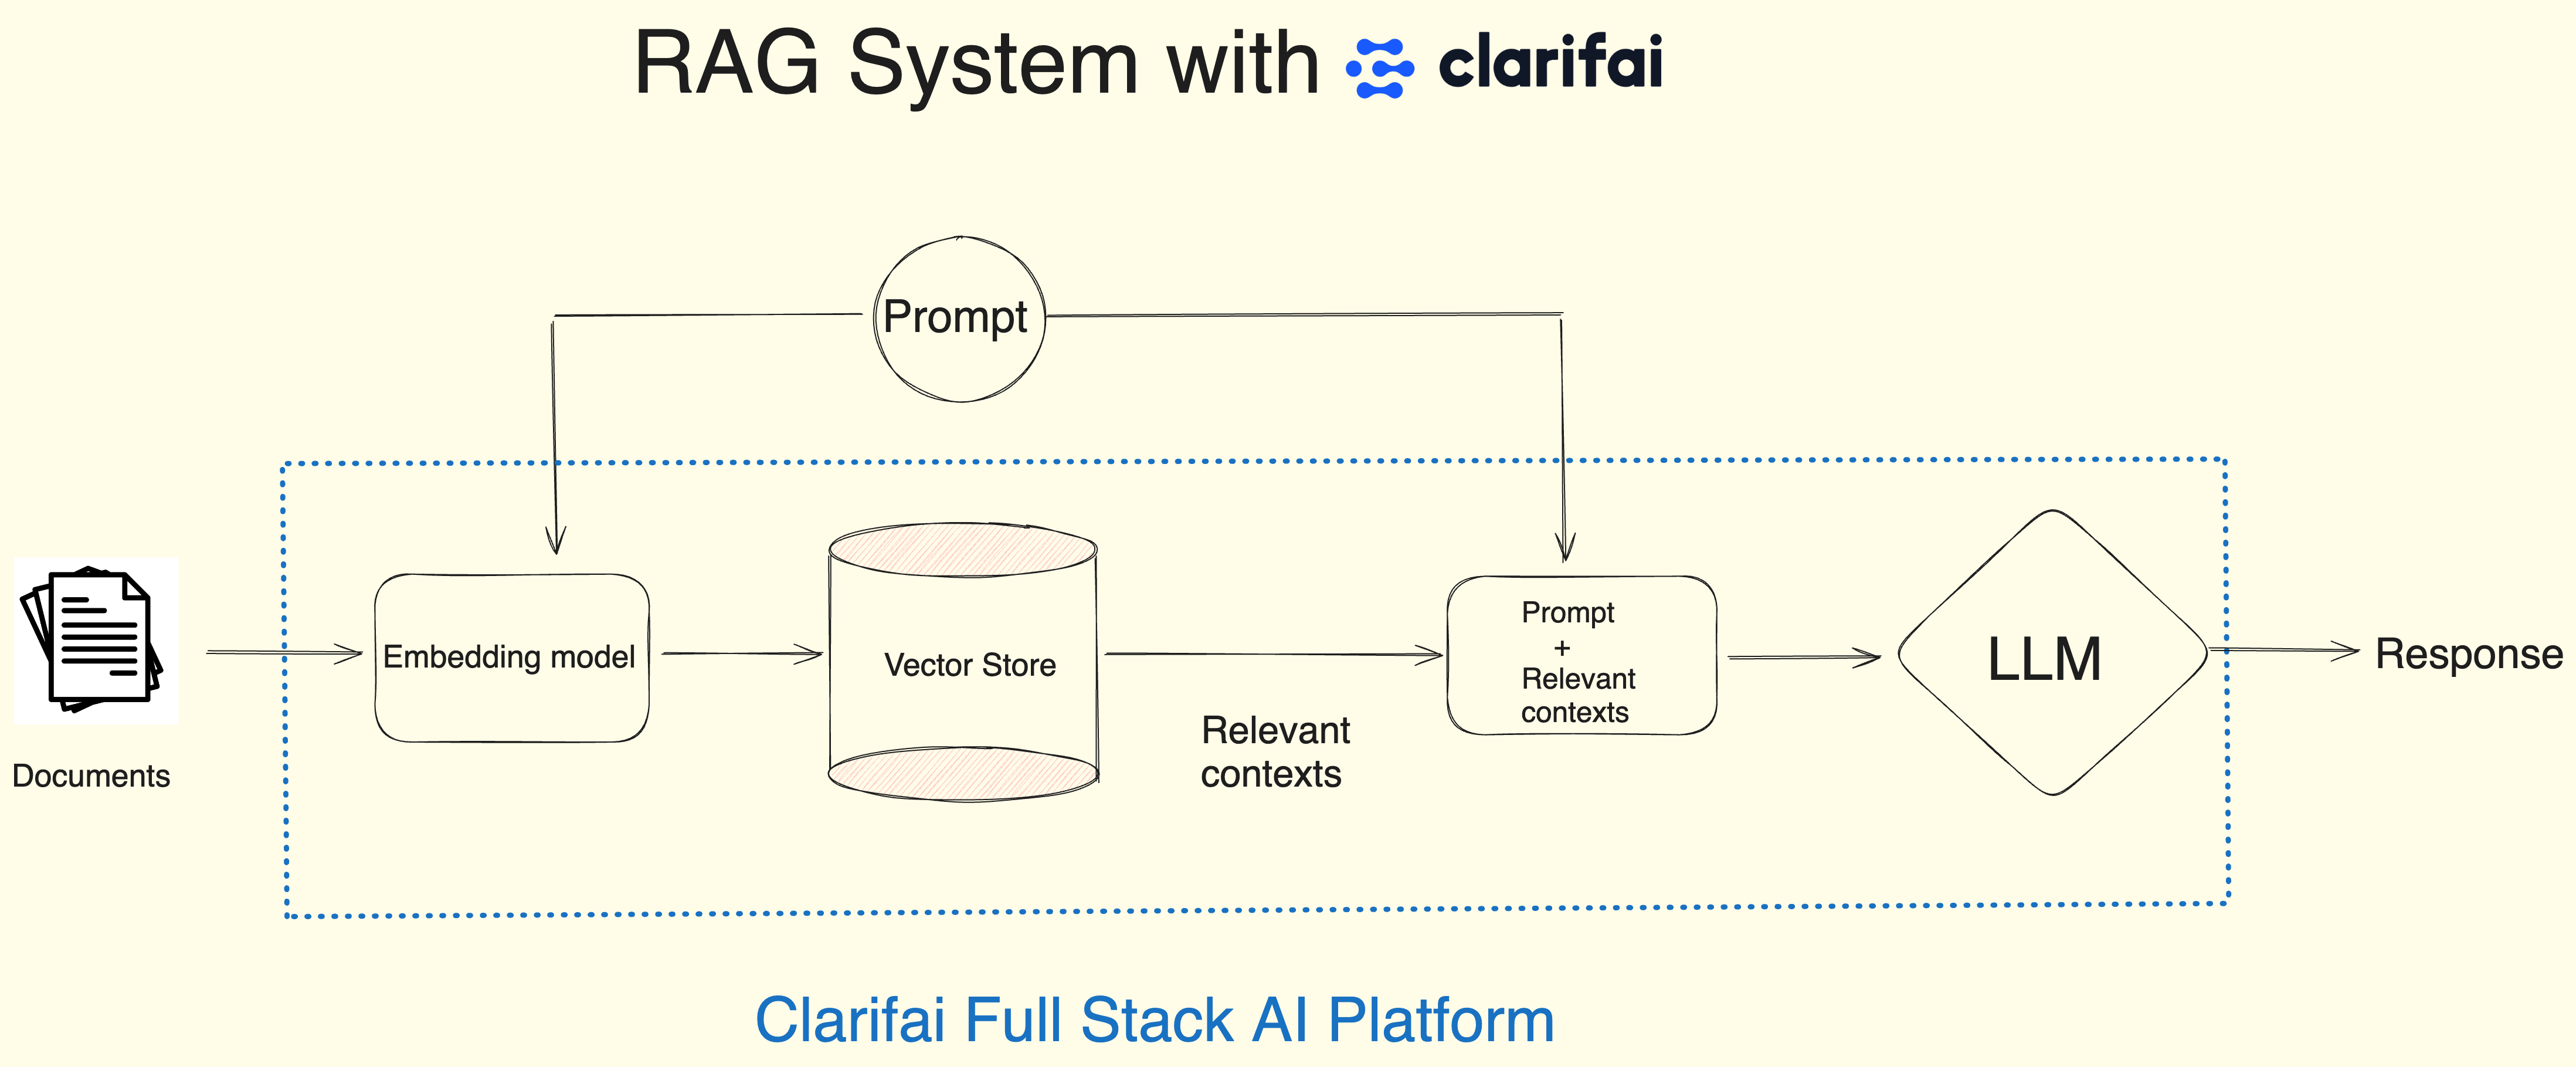 RAG System with clarifai
Prompt
Documents
Embedding model
Vector Store
Relevant
contexts
Prompt
+
Relevant
contexts
LLM
Response
Clarifai Full Stack AI Platform